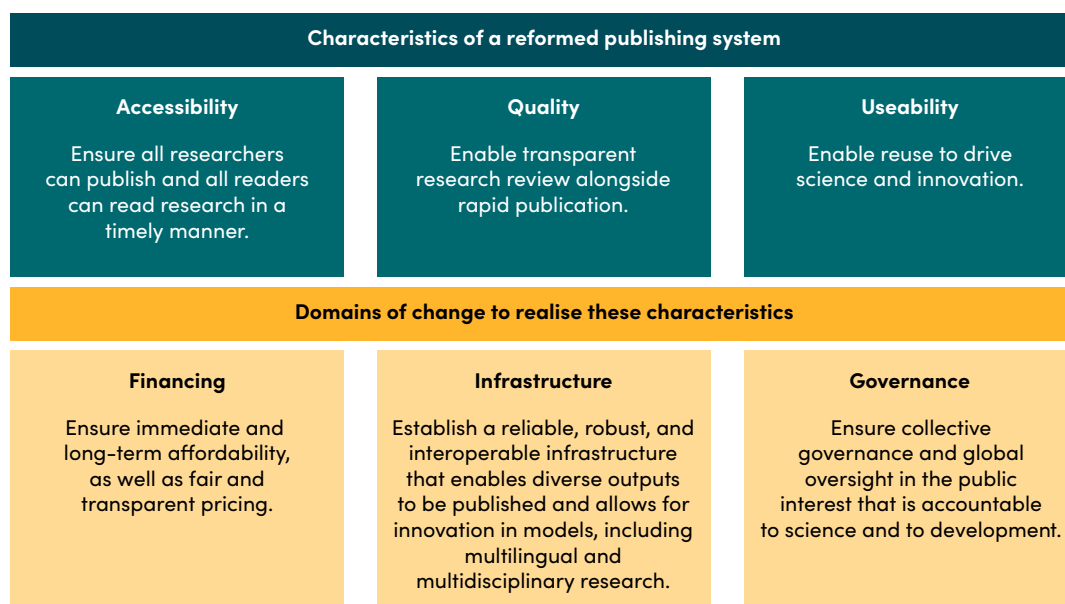 Characteristics of a reformed publishing system
Accessibility
Ensure all researchers
can publish and all readers
can read research in a
timely manner.
Quality
Enable transparent
research review alongside
rapid publication.
Useability
Enable reuse to drive
science and innovation.
Domains of change to realise these characteristics
Financing
Ensure immediate and
long-term affordability,
as well as fair and
transparent pricing.
Infrastructure
Establish a reliable, robust, and
interoperable infrastructure
that enables diverse outputs
to be published and allows for
innovation in models, including
multilingual and
multidisciplinary research.
Governance
Ensure collective
governance and global
oversight in the public
interest that is accountable
to science and to development.